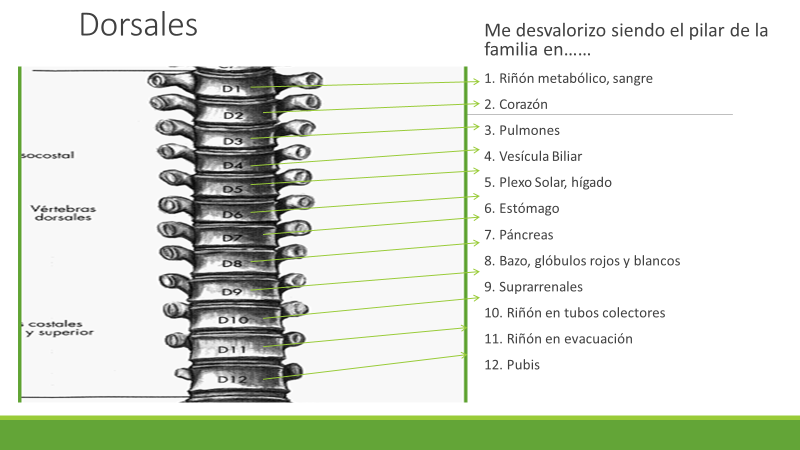 Dorsales
Me desvalorizo siendo el pilar de la
familia en……
1. Riñón metabólico, sangre
2. Corazón
3. Pulmones
4. Vesícula Biliar
5. Plexo Solar, hígado
6. Estómago
7. Páncreas
8. Bazo, glóbulos rojos y blancos
9. Suprarrenales
10. Riñón en tubos colectores
11. Riñón en evacuación
12. Pubis
D1
D2
D3
D4
socostal
D5
Vértebras
dorsales
D6
D7
D8
D9
D10
costales
y superior
D11
D12